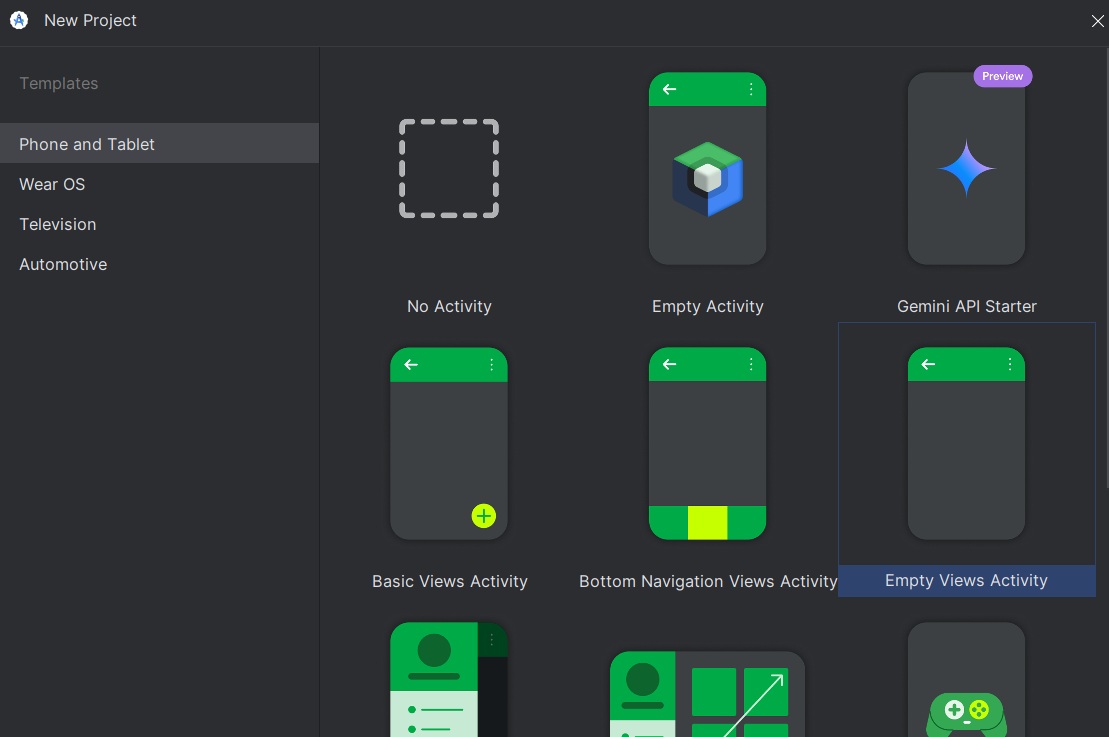 New Project
Templates
Phone and Tablet
Wear OS
Television
Automotive
Preview
No Activity
Empty Activity
Gemini API Starter
Basic Views Activity
Bottom Navigation Views Activity
Empty Views Activity